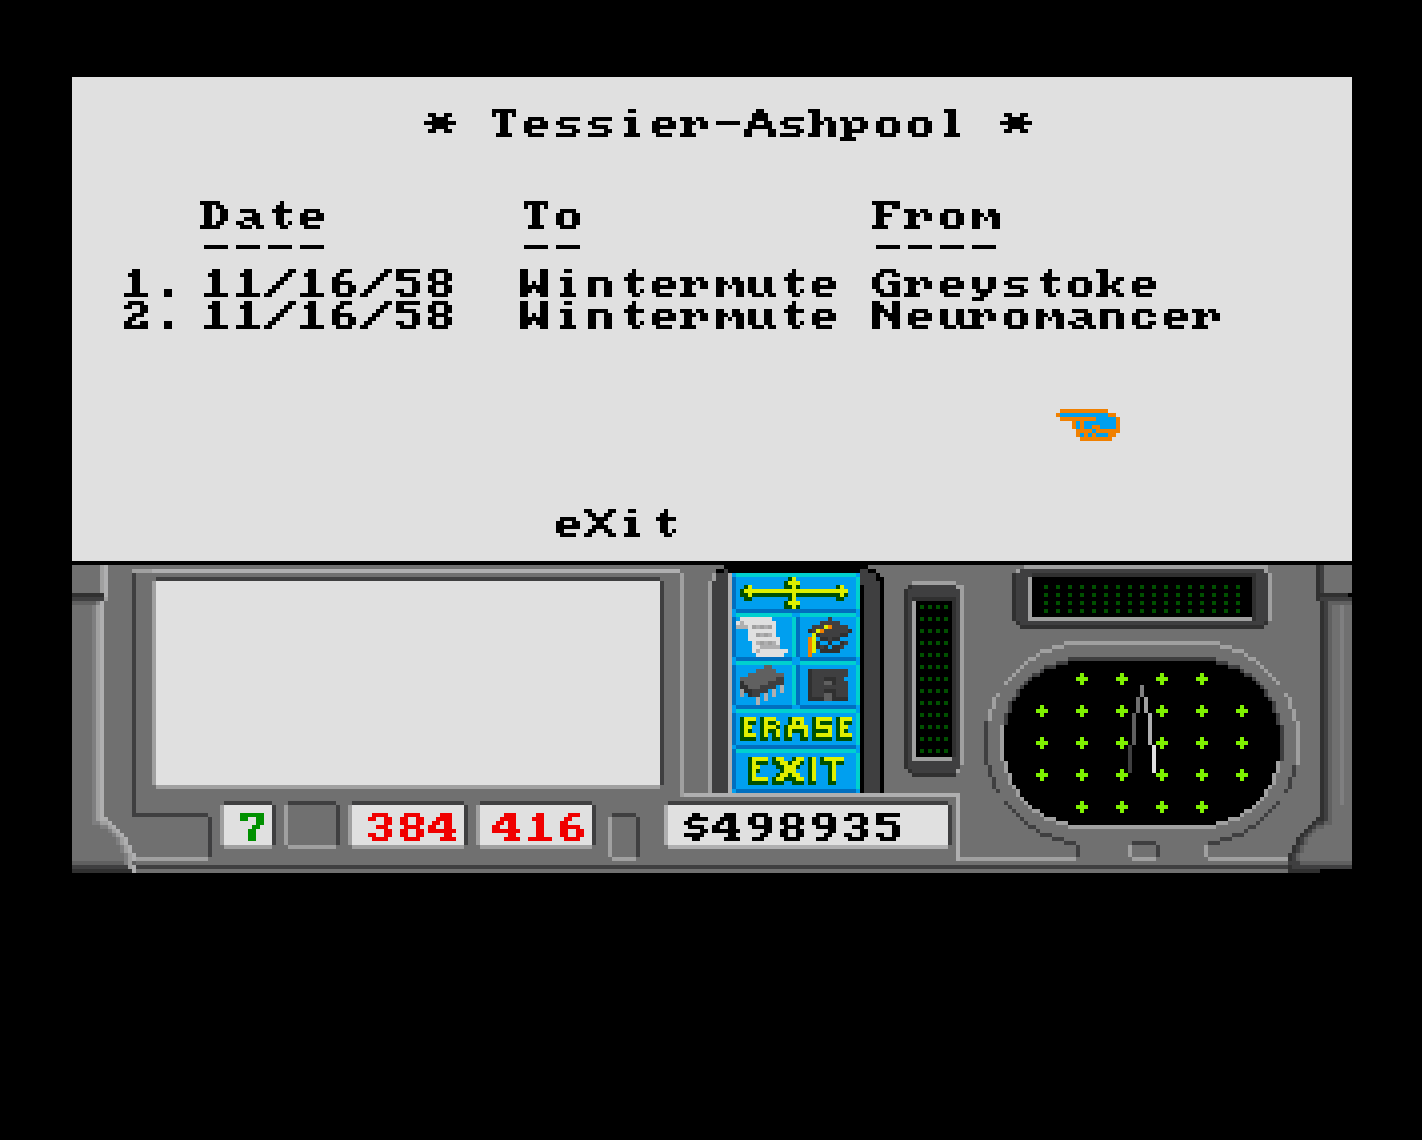 * Tessier-Ashpool *
Date To From
---- -- ----
1. 11/16/58 Wintermute Greystoke
2. 11/16/58 Wintermute Neuromancer
eXit
R
ERASE
EXIT
7 384 416 $498935